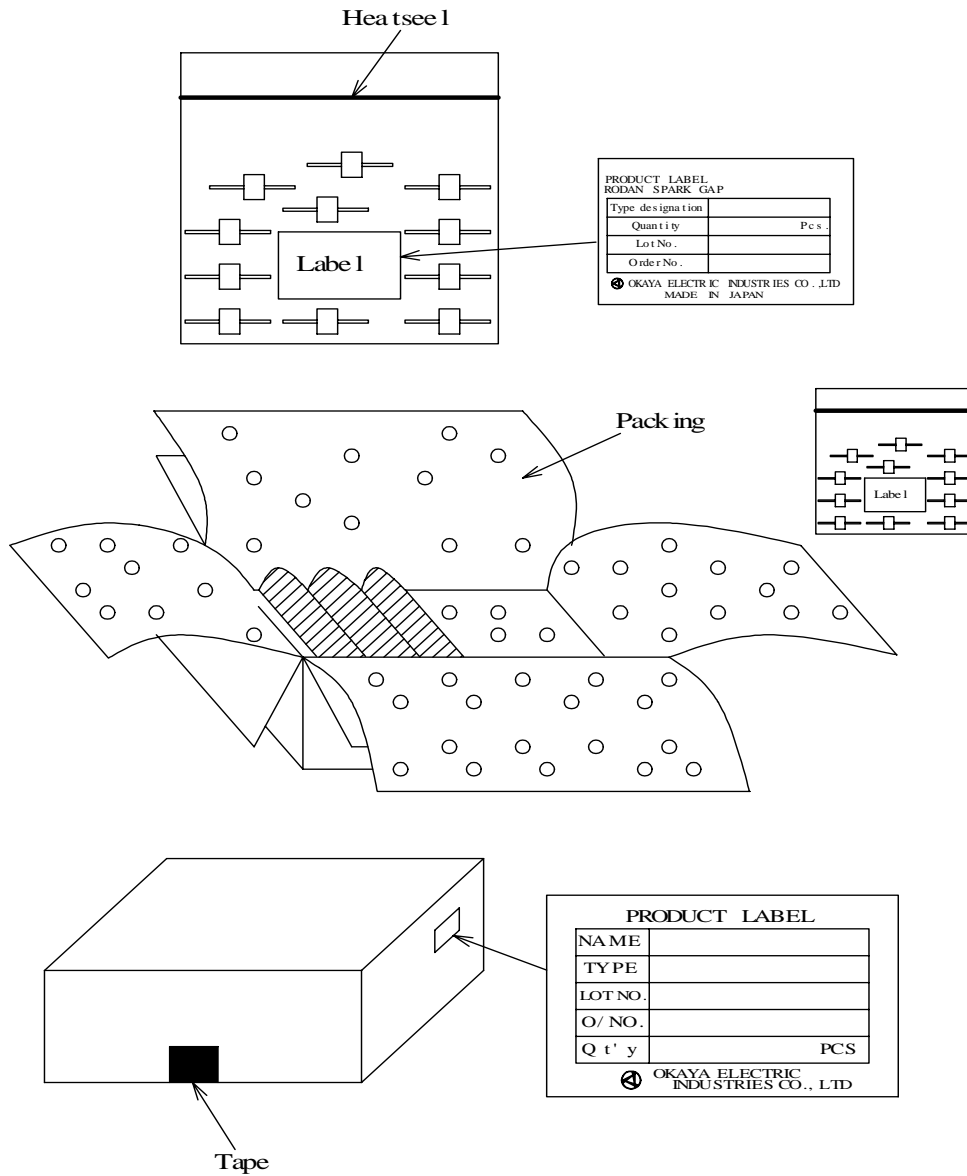 Heatseel
PRODUCT LABEL
RODAN SPARK GAP
Type designation
Quantity Pcs.
Lot No.
Order No.
OKAYA ELECTRIC INDUSTRIES CO.,LTD
MADE IN JAPAN
Label
Packing
Label
PRODUCT LABEL
NAME
TYPE
LOT NO.
O/NO.
Qt'y PCS
OKAYA ELECTRIC
INDUSTRIES CO., LTD
Tape